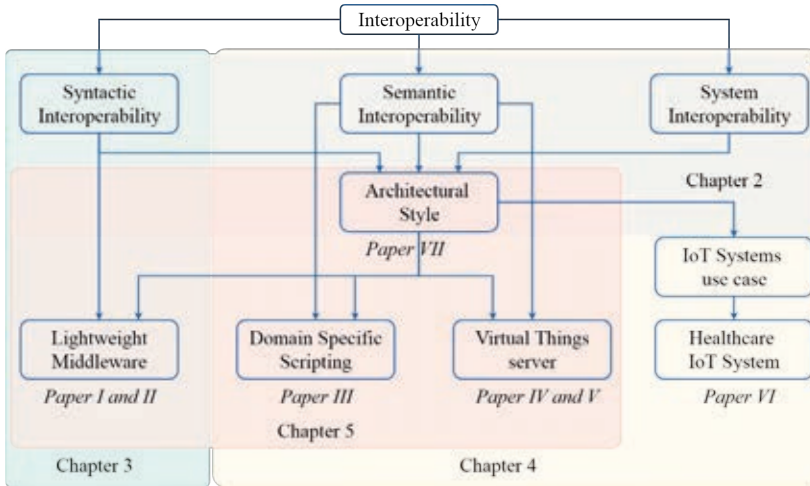 Interoperability
Syntactic
Interoperability
Semantic
Interoperability
System
Interoperability
Chapter 2
Architectural
Style
Paper VII
IoT Systems
use case
Lightweight
Middleware
Domain Specific
Scripting
Virtual Things
server
Healthcare
IoT System
Paper I and II
Paper III
Paper IV and V
Paper VI
Chapter 5
Chapter 3
Chapter 4